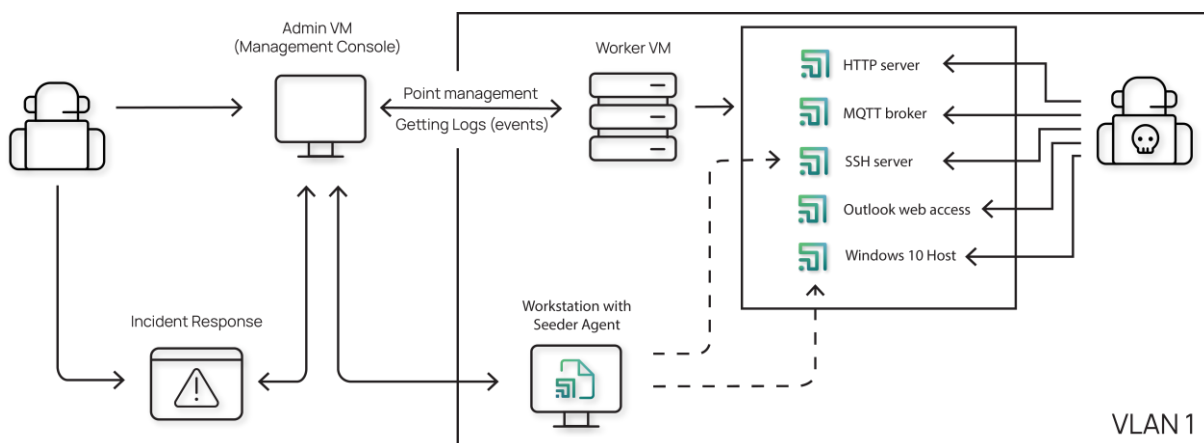 Admin VM
(Management Console)
Worker VM
HTTP server
Point management
MQTT broker
Getting Logs (events)
SSH server
Outlook web access
Windows 10 Host
Workstation with
Seeder Agent
Incident Response
VLAN 1